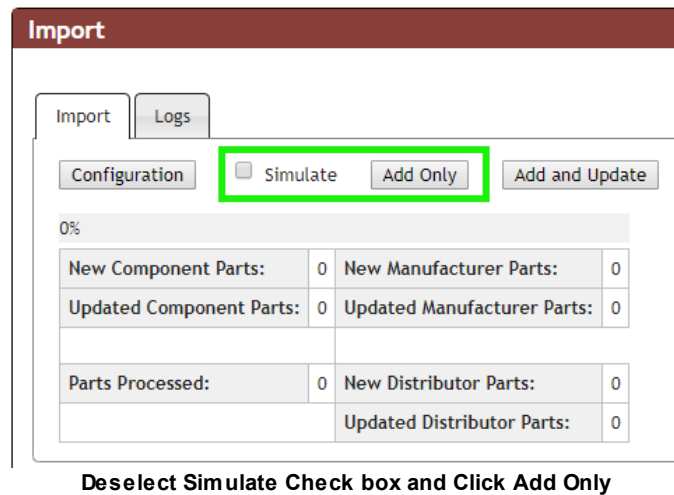 Import
Import Logs
Configuration Simulate Add Only Add and Update
0%
New Component Parts: 0 New Manufacturer Parts: 0
Updated Component Parts: 0 Updated Manufacturer Parts: 0
Parts Processed: 0 New Distributor Parts: 0
Updated Distributor Parts: 0
Deselect Simulate Check box and Click Add Only